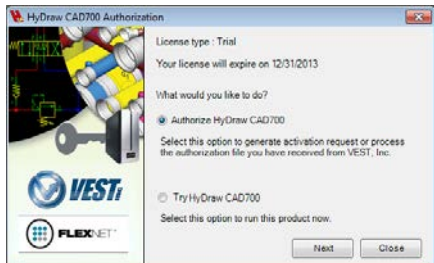 HyDraw CAD700 Authorization
License type : Trial
Your license will expire on 12/31/2013
What would you like to do?
Authorize HyDraw CAD700
Select this option to generate activation request or process
the authorization file you have received from VEST, Inc.
Try HyDraw CAD700
Select this option to run this product now.
VESTi
FLEXNET
Next
Close